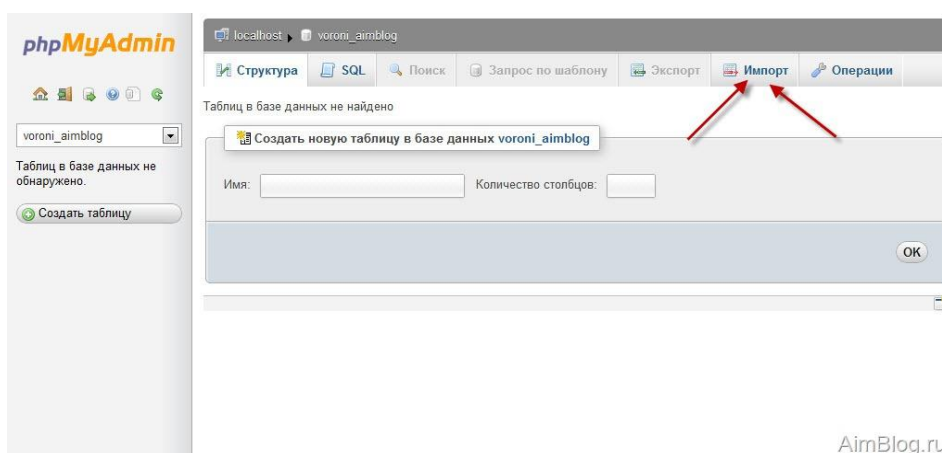 phpMyAdmin
voroni_aimblog
Таблиц в базе данных не
обнаружено.
Создать таблицу
localhost voroni_aimblog
Структура SQL Поиск Запрос по шаблону Экспорт Импорт Операции
Таблиц в базе данных не найдено
Создать новую таблицу в базе данных voroni_aimblog
Имя: Количество столбцов:
OK
AimBlog.ru